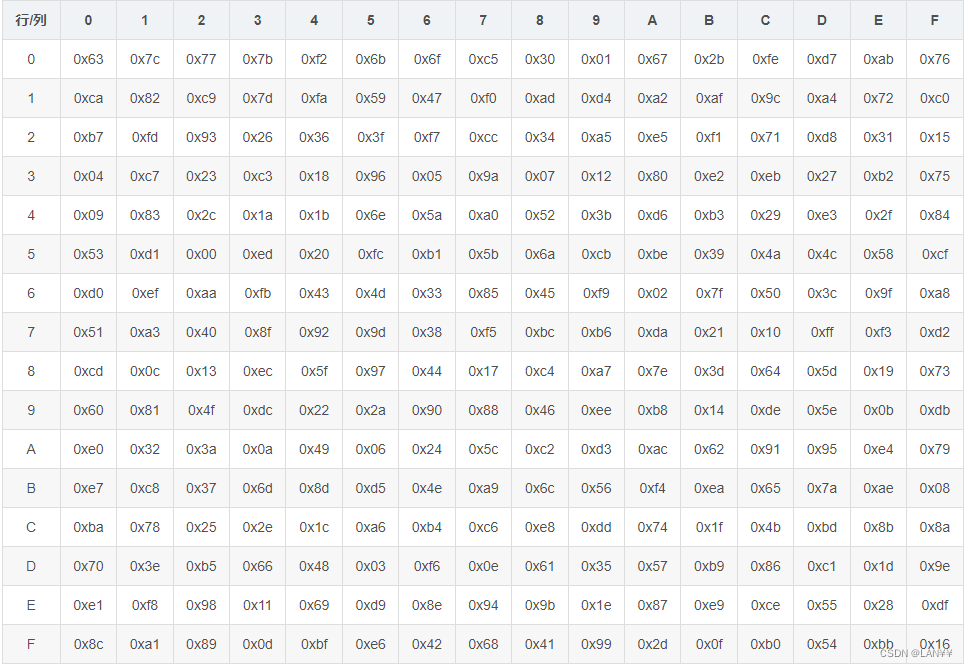 行/列 0 1 2 3 4 5 6 7 8 9 A B C D E F
0 0x63 0x7c 0x77 0x7b 0xf2 0x6b 0x6f 0xc5 0x30 0x01 0x67 0x2b 0xfe 0xd7 0xab 0x76
1 0xca 0x82 0xc9 0x7d 0xfa 0x59 0x47 0xf0 0xad 0xd4 0xa2 0xaf 0x9c 0xa4 0x72 0xc0
2 0xb7 0xfd 0x93 0x26 0x36 0x3f 0xf7 0xcc 0x34 0xa5 0xe5 0xf1 0x71 0xd8 0x31 0x15
3 0x04 0xc7 0x23 0xc3 0x18 0x96 0x05 0x9a 0x07 0x12 0x80 0xe2 0xeb 0x27 0xb2 0x75
4 0x09 0x83 0x2c 0x1a 0x1b 0x6e 0x5a 0xa0 0x52 0x3b 0xd6 0xb3 0x29 0xe3 0x2f 0x84
5 0x53 0xd1 0x00 0xed 0x20 0xfc 0xb1 0x5b 0x6a 0xcb 0xbe 0x39 0x4a 0x4c 0x58 0xcf
6 0xd0 0xef 0xaa 0xfb 0x43 0x4d 0x33 0x85 0x45 0xf9 0x02 0x7f 0x50 0x3c 0x9f 0xa8
7 0x51 0xa3 0x40 0x8f 0x92 0x9d 0x38 0xf5 0xbc 0xb6 0xda 0x21 0x10 0xff 0xf3 0xd2
8 0xcd 0x0c 0x13 0xec 0x5f 0x97 0x44 0x17 0xc4 0xa7 0x7e 0x3d 0x64 0x5d 0x19 0x73
9 0x60 0x81 0x4f 0xdc 0x22 0x2a 0x90 0x88 0x46 0xee 0xb8 0x14 0xde 0x5e 0x0b 0xdb
A 0xe0 0x32 0x3a 0x0a 0x49 0x06 0x24 0x5c 0xc2 0xd3 0xac 0x62 0x91 0x95 0xe4 0x79
B 0xe7 0xc8 0x37 0x6d 0x8d 0xd5 0x4e 0xa9 0x6c 0x56 0xf4 0xea 0x65 0x7a 0xae 0x08
C 0xba 0x78 0x25 0x2e 0x1c 0xa6 0xb4 0xc6 0xe8 0xdd 0x74 0x1f 0x4b 0xbd 0x8b 0x8a
D 0x70 0x3e 0xb5 0x66 0x48 0x03 0xf6 0x0e 0x61 0x35 0x57 0xb9 0x86 0xc1 0x1d 0x9e
E 0xe1 0xf8 0x98 0x11 0x69 0xd9 0x8e 0x94 0x9b 0x1e 0x87 0xe9 0xce 0x55 0x28 0xdf
F 0x8c 0xa1 0x89 0x0d 0xbf 0xe6 0x42 0x68 0x41 0x99 0x2d 0x0f 0xb0 0x54 0xbb 0x16
CSDN @LAN¥¥